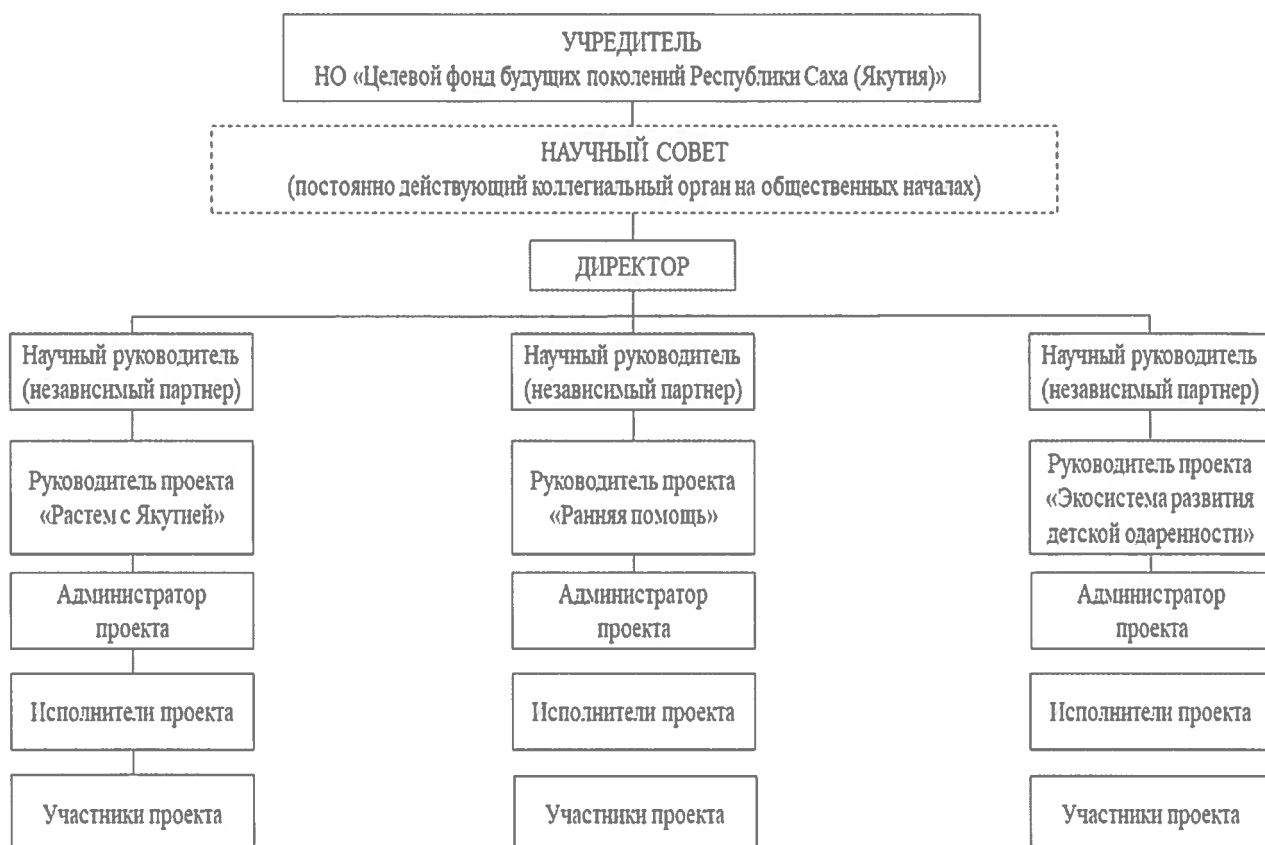 УЧРЕДИТЕЛЬ
НО «Целевой фонд будущих поколений Республики Саха (Якутия)»
НАУЧНЫЙ СОВЕТ
(постоянно действующий коллегиальный орган на общественных началах)
ДИРЕКТОР
Научный руководитель
(независимый партнер)
Научный руководитель
(независимый партнер)
Научный руководитель
(независимый партнер)
Руководитель проекта
«Растем с Якутией»
Руководитель проекта
«Ранняя помощь»
Руководитель проекта
«Экосистема развития
детской одаренности»
Администратор
проекта
Администратор
проекта
Администратор
проекта
Исполнители проекта
Исполнители проекта
Исполнители проекта
Участники проекта
Участники проекта
Участники проекта